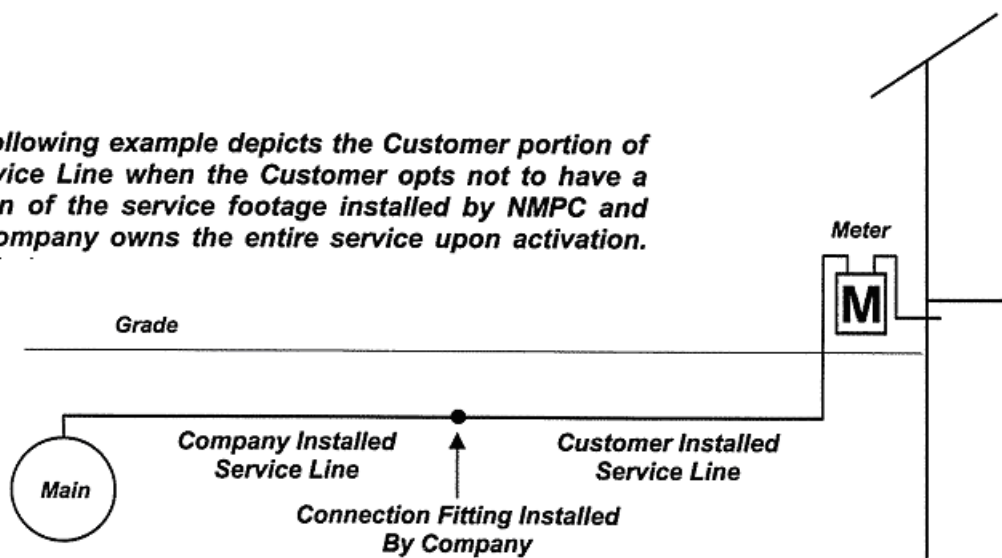 ollowing example depicts the Customer portion of
vice Line when the Customer opts not to have a
n of the service footage installed by NMPC and
ompany owns the entire service upon activation.
Meter
M
Grade
Company Installed
Service Line
Customer Installed
Service Line
Main
Connection Fitting Installed
By Company